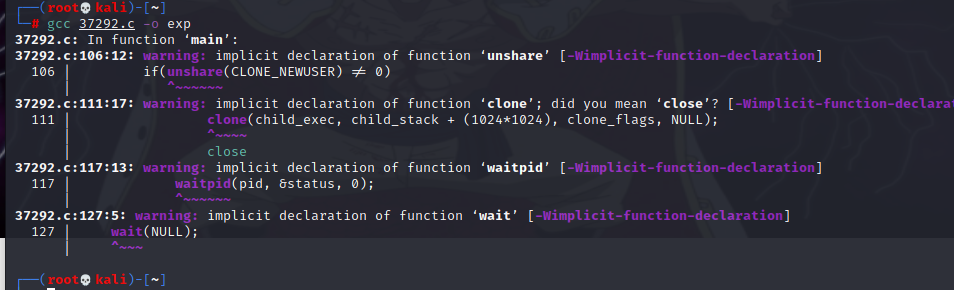 ┌──(root💀kali)-[~]
└─# gcc 37292.c -o exp
37292.c: In function ‘main’:
37292.c:106:12: warning: implicit declaration of function ‘unshare’ [-Wimplicit-function-declaration]
106 | if(unshare(CLONE_NEWUSER) ≠ 0)
| ^~~~~~~
37292.c:111:17: warning: implicit declaration of function ‘clone’; did you mean ‘close’? [-Wimplicit-function-declarat
111 | clone(child_exec, child_stack + (1024*1024), clone_flags, NULL);
| ^~~~~
| close
37292.c:117:13: warning: implicit declaration of function ‘waitpid’ [-Wimplicit-function-declaration]
117 | waitpid(pid, &status, 0);
| ^~~~~~~
37292.c:127:5: warning: implicit declaration of function ‘wait’ [-Wimplicit-function-declaration]
127 | wait(NULL);
| ^~~~
┌──(root💀kali)-[~]